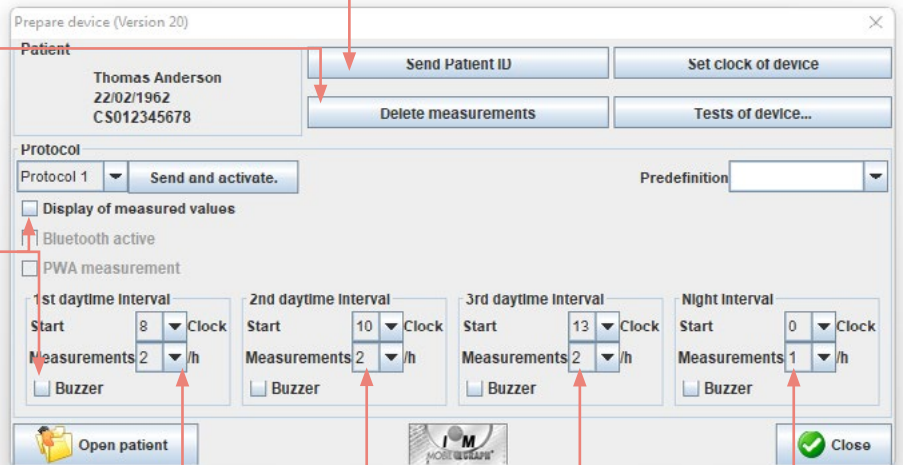 Prepare device (Version 20)
Patient
Thomas Anderson
22/02/1962
CS012345678
Send Patient ID
Set clock of device
Delete measurements
Tests of device...
Protocol
Protocol 1 Send and activate. Predefinition
Display of measured values
Bluetooth active
PWA measurement
1st daytime interval
Start 8 Clock
Measurements 2 /h
Buzzer
2nd daytime interval
Start 10 Clock
Measurements 2 /h
Buzzer
3rd daytime interval
Start 13 Clock
Measurements 2 /h
Buzzer
Night interval
Start 0 Clock
Measurements 1 /h
Buzzer
Open patient
Close